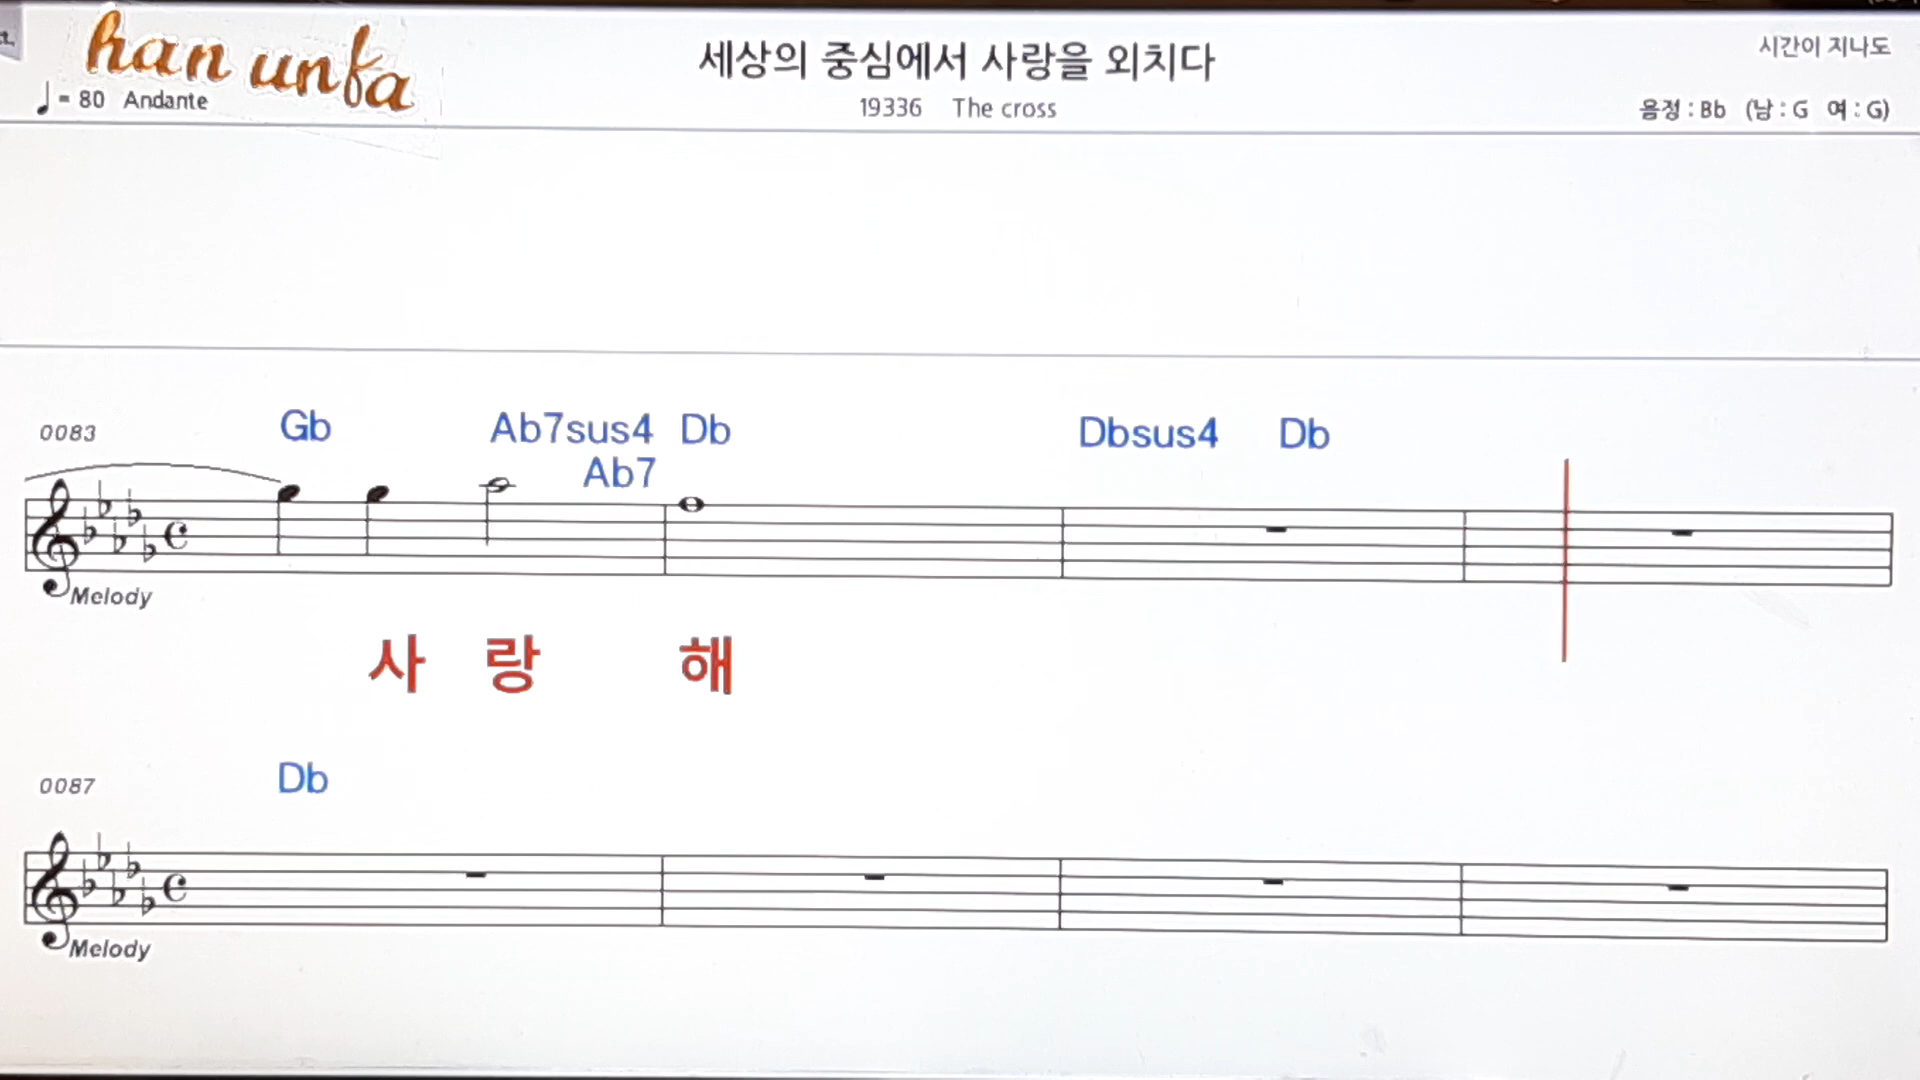 han unfa
♩= 80 Andante
세상의 중심에서 사랑을 외치다
19336 The cross
시간이 지나도
음정 : Bb (남 : G 여 : G)
0083
Gb Ab7sus4 Db Dbsus4 Db
Ab7
Melody
사 랑 해
0087
Db
Melody